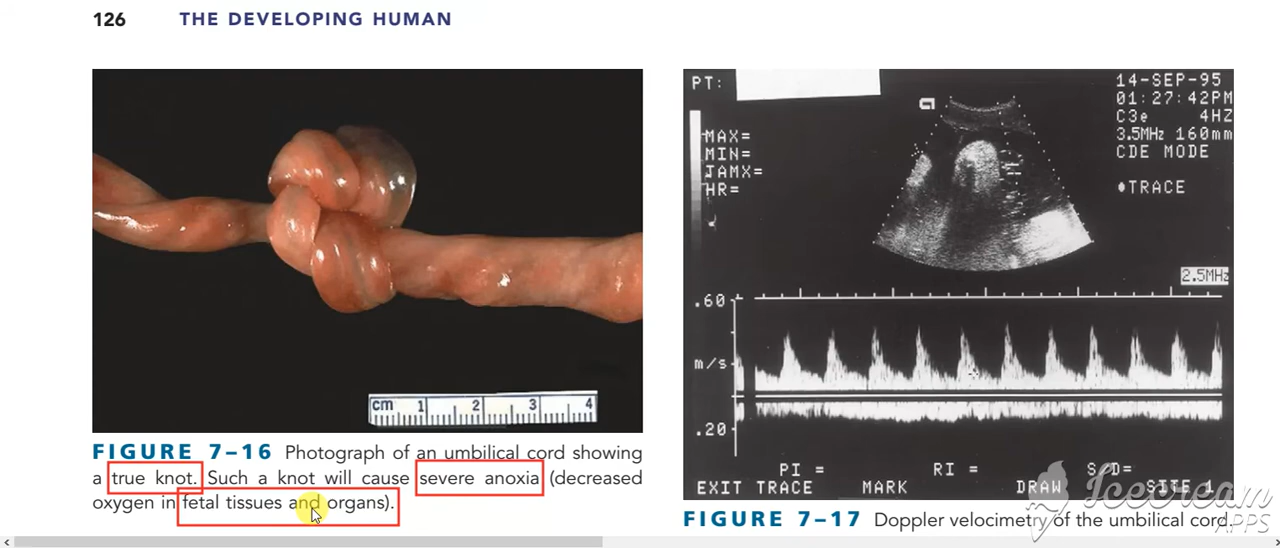 126 THE DEVELOPING HUMAN
cm 1 2 3 4
FIGURE 7–16 Photograph of an umbilical cord showing
a true knot. Such a knot will cause severe anoxia (decreased
oxygen in fetal tissues and organs).
PT:
14-SEP-95
01:27:42PM
C3e 4HZ
3.5MHz 160mm
CDE MODE
TRACE
MAX=
MIN=
TAMX=
HR=
2.5MHz
.60
m/s
.20
PI = RI = S/D=
EXIT TRACE MARK DRAW SITE 1
FIGURE 7–17 Doppler velocimetry of the umbilical cord.
Icecream
APPS